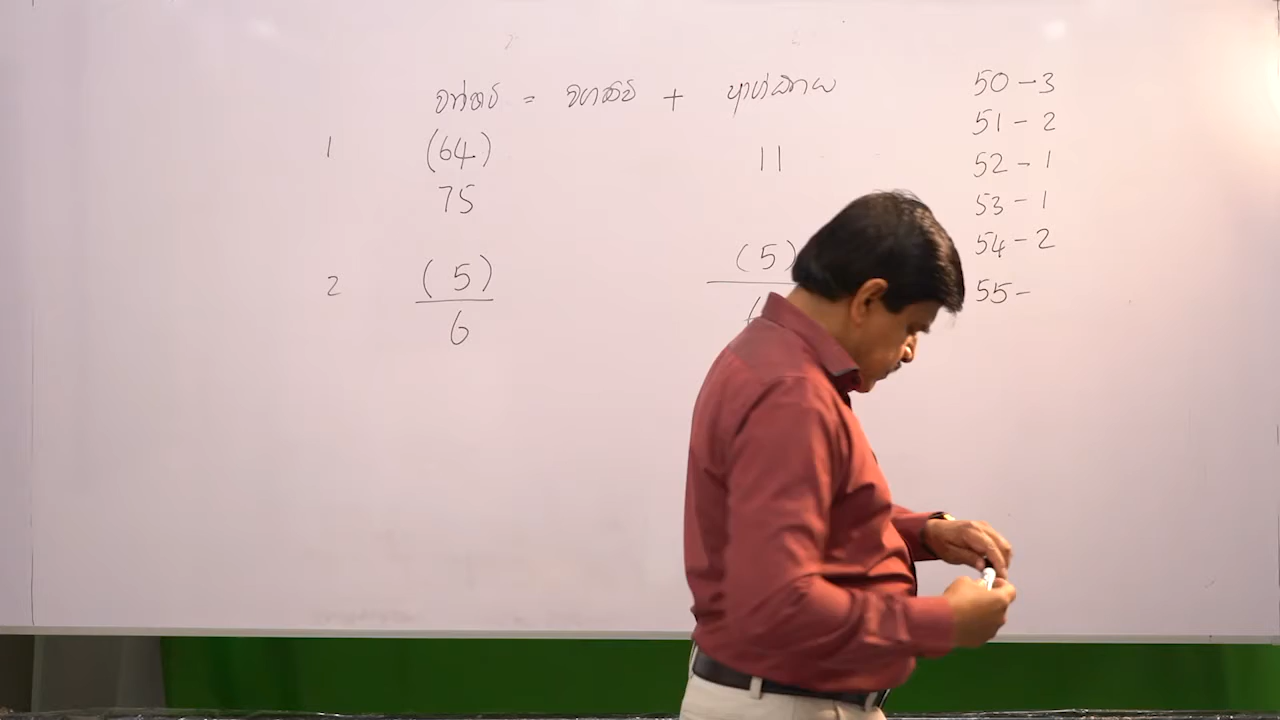 වත්කම් = වගකීම් + 50 - 3
51 - 2
1 (64) 11 52 - 1
75 53 - 1
(5) 54 - 2
2 (5) 55 -
6